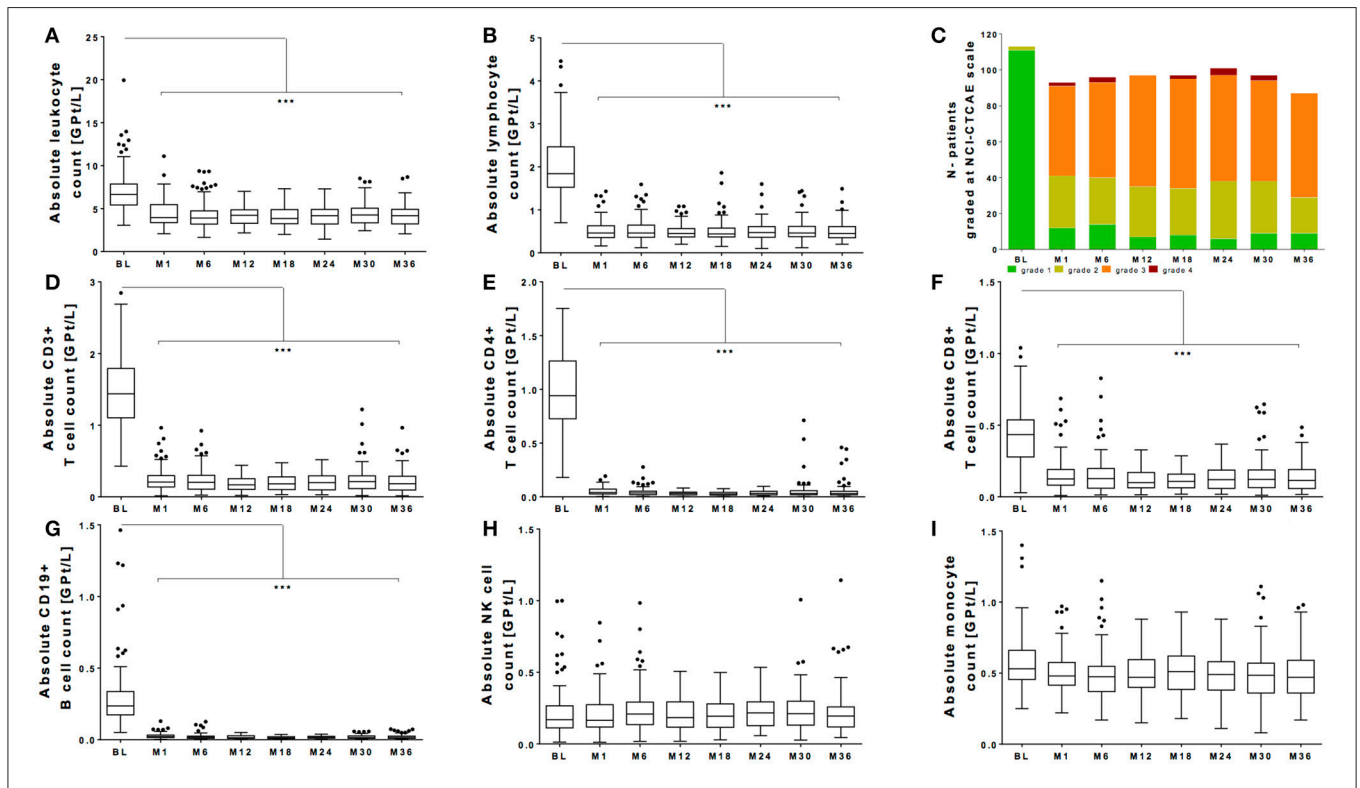 A
Absolute leukocyte
count [GPt/L]
25
20
15
10
5
0
***
BL M1 M6 M12 M18 M24 M30 M36
B
Absolute lymphocyte
count [GPt/L]
5
4
3
2
1
0
***
BL M1 M6 M12 M18 M24 M30 M36
C
N- patients
graded at NCI-CTCAE scale
120
100
80
60
40
20
0
BL M1 M6 M12 M18 M24 M30 M36
grade 1 grade 2 grade 3 grade 4
D
Absolute CD3+
T cell count [GPt/L]
3
2
1
0
***
BL M1 M6 M12 M18 M24 M30 M36
E
Absolute CD4+
T cell count [GPt/L]
2.0
1.5
1.0
0.5
0.0
***
BL M1 M6 M12 M18 M24 M30 M36
F
Absolute CD8+
T cell count [GPt/L]
1.5
1.0
0.5
0.0
***
BL M1 M6 M12 M18 M24 M30 M36
G
Absolute CD19+
B cell count [GPt/L]
1.5
1.0
0.5
0.0
***
BL M1 M6 M12 M18 M24 M30 M36
H
Absolute NK cell
count [GPt/L]
1.5
1.0
0.5
0.0
BL M1 M6 M12 M18 M24 M30 M36
I
Absolute monocyte
count [GPt/L]
1.5
1.0
0.5
0.0
BL M1 M6 M12 M18 M24 M30 M36